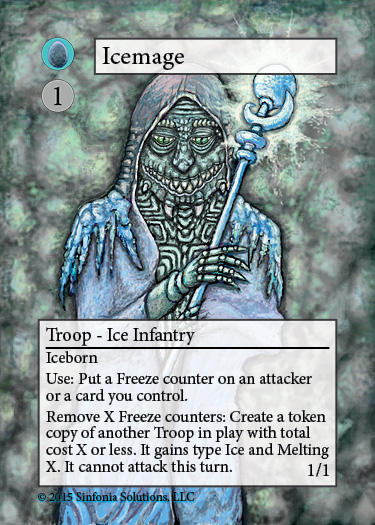 Icemage
1
Troop - Ice Infantry
Iceborn
Use: Put a Freeze counter on an attacker
or a card you control.
Remove X Freeze counters: Create a token
copy of another Troop in play with total
cost X or less. It gains type Ice and Melting
X. It cannot attack this turn.
1/1
© 2015 Sinfonia Solutions, LLC